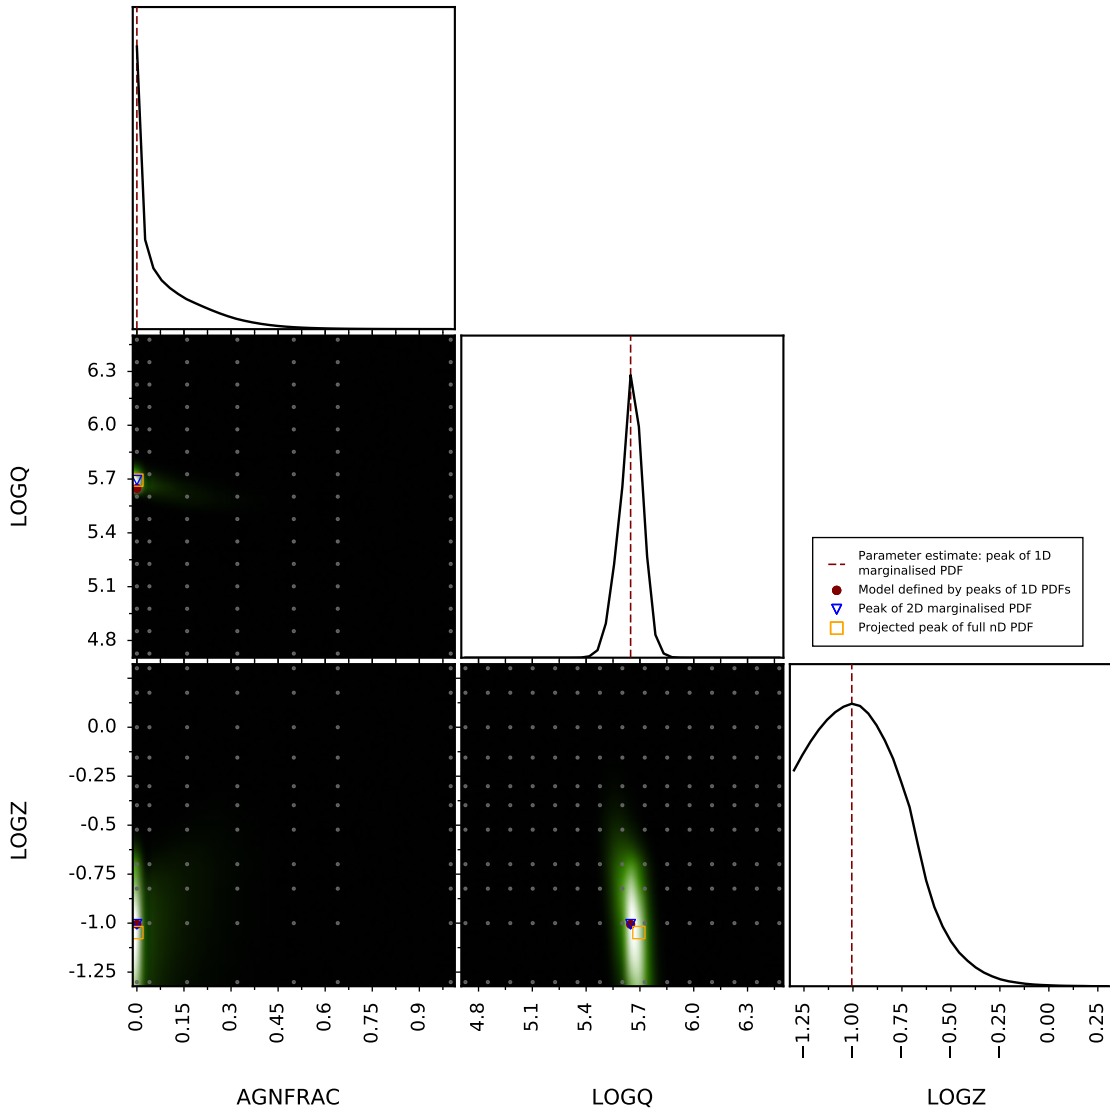 LOGQ
6.3
6.0
5.7
5.4
5.1
4.8
Parameter estimate: peak of 1D
marginalised PDF
Model defined by peaks of 1D PDFs
Peak of 2D marginalised PDF
Projected peak of full nD PDF
LOGZ
0.0
-0.25
-0.5
-0.75
-1.0
-1.25
0.0 0.15 0.3 0.45 0.6 0.75 0.9
4.8 5.1 5.4 5.7 6.0 6.3
−1.25 −1.00 −0.75 −0.50 −0.25 0.00 0.25
AGNFRAC LOGQ LOGZ